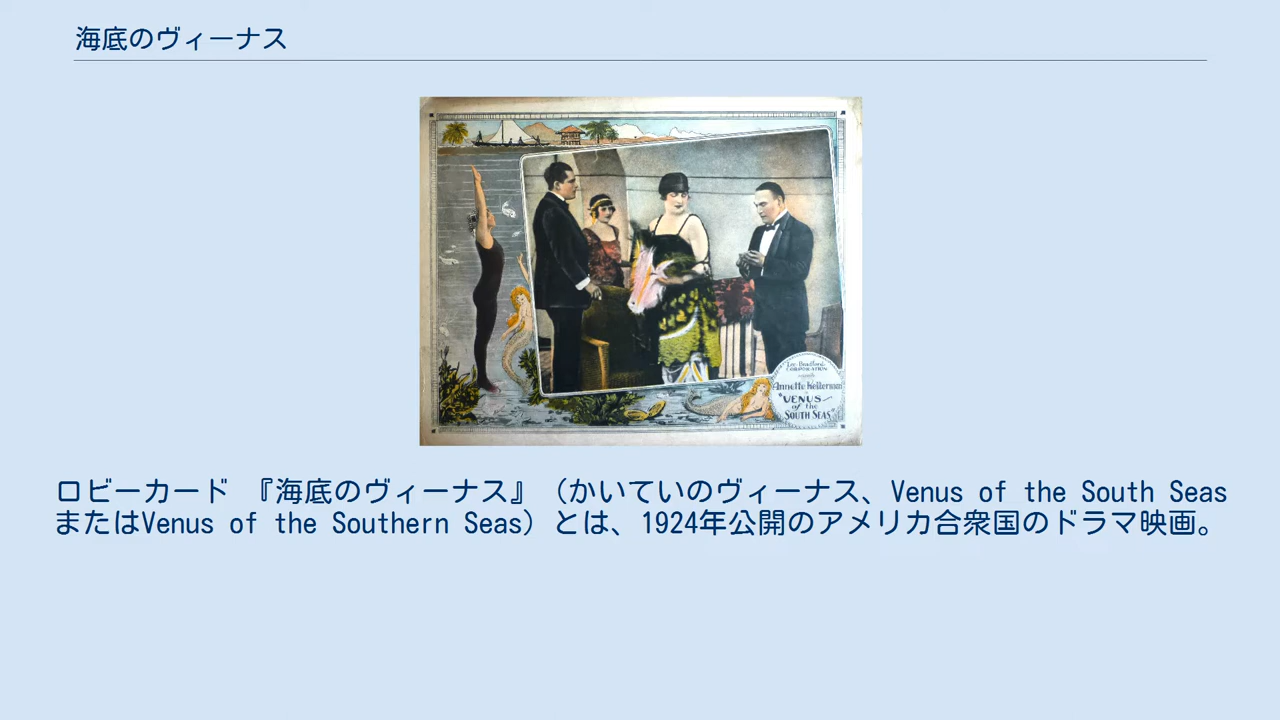 海底のヴィーナス
Lee-Bradford
CORPORATION
presents
Annette Kellerman
in
"VENUS
of the
SOUTH SEAS"
ロビーカード 『海底のヴィーナス』（かいていのヴィーナス、Venus of the South Seas
またはVenus of the Southern Seas）とは、1924年公開のアメリカ合衆国のドラマ映画。